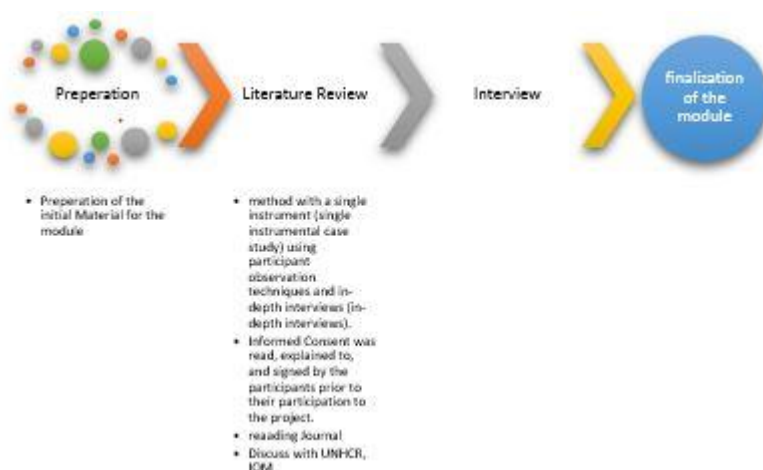 Preperation
Literature Review
Interview
finalization
of the
module
• Preperation of the
initial Material for the
module
• method with a single
instrument (single
instrumental case
study) using
participant
observation
techniques and in-
depth interviews (in-
depth interviews).
• Informed Consent was
read, explained to,
and signed by the
participants prior to
their participation to
the project.
• reaading Journal
• Discuss with UNHCR,
IOM